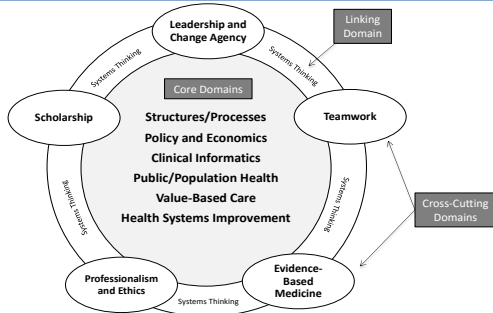 Leadership and
Change Agency
Linking
Domain
Systems Thinking
Systems Thinking
Core Domains
Scholarship
Structures/Processes
Teamwork
Policy and Economics
Clinical Informatics
Public/Population Health
Value-Based Care
Health Systems Improvement
Systems Thinking
Systems Thinking
Cross-Cutting
Domains
Professionalism
and Ethics
Evidence-
Based
Medicine
Systems Thinking